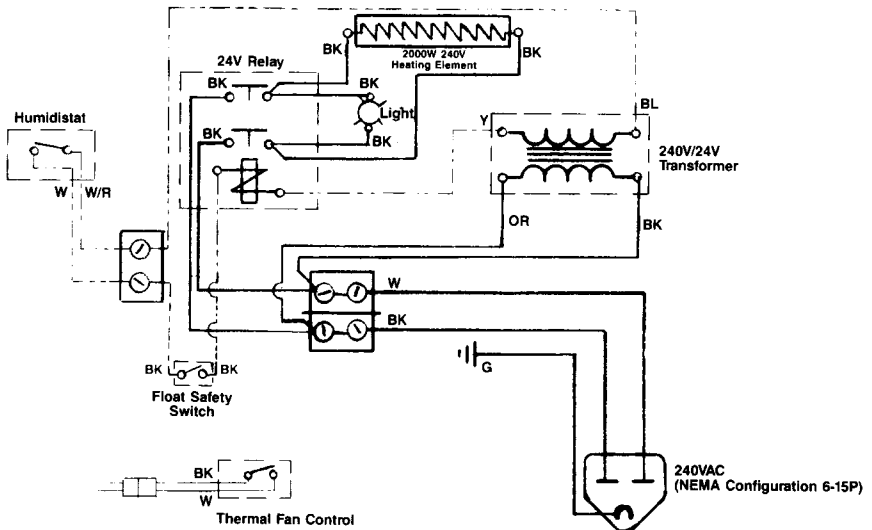 BK
2000W 240V
Heating Element
BK
24V Relay
BK
BK
Light
BK
BK
Humidistat
W
W/R
Y
BL
240V/24V
Transformer
OR
BK
W
BK
G
BK
BK
Float Safety
Switch
240VAC
(NEMA Configuration 6-15P)
BK
W
Thermal Fan Control